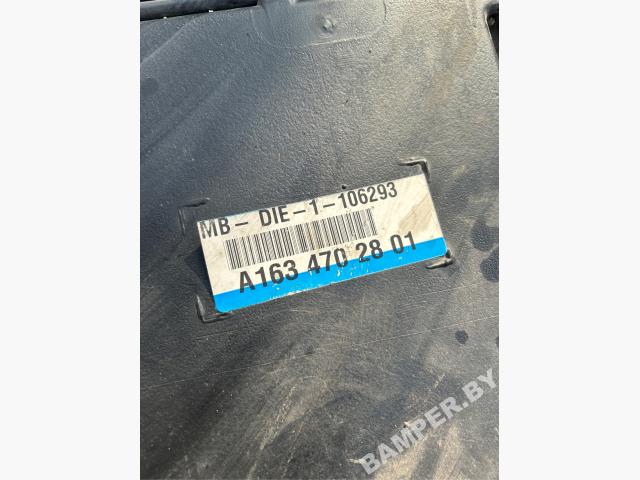 MB- DIE-1-106293
A163 470 28 01
BAMPER.BY